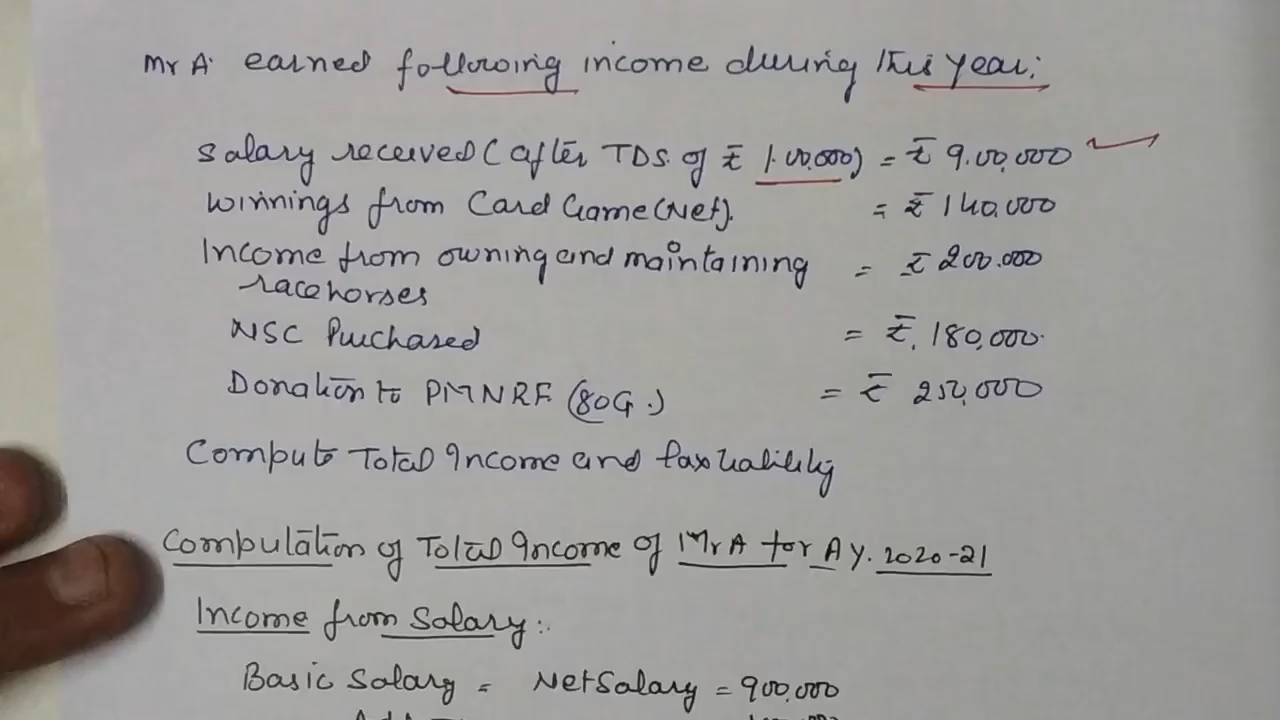 Mr A. earned following income during this year:
Salary received (after TDS of ₹ 1,00,000) = ₹ 9,00,000
Winnings from Card Game (Net). = ₹ 140,000
Income from owning and maintaining = ₹ 200,000
racehorses
NSC Purchased = ₹ 180,000.
Donation to PMNRF (80G.) = ₹ 250,000
Compute Total Income and tax liability
Computation of Total Income of Mr A for A.Y. 2020-21
Income from Salary:
Basic Salary = Net Salary = 900,000